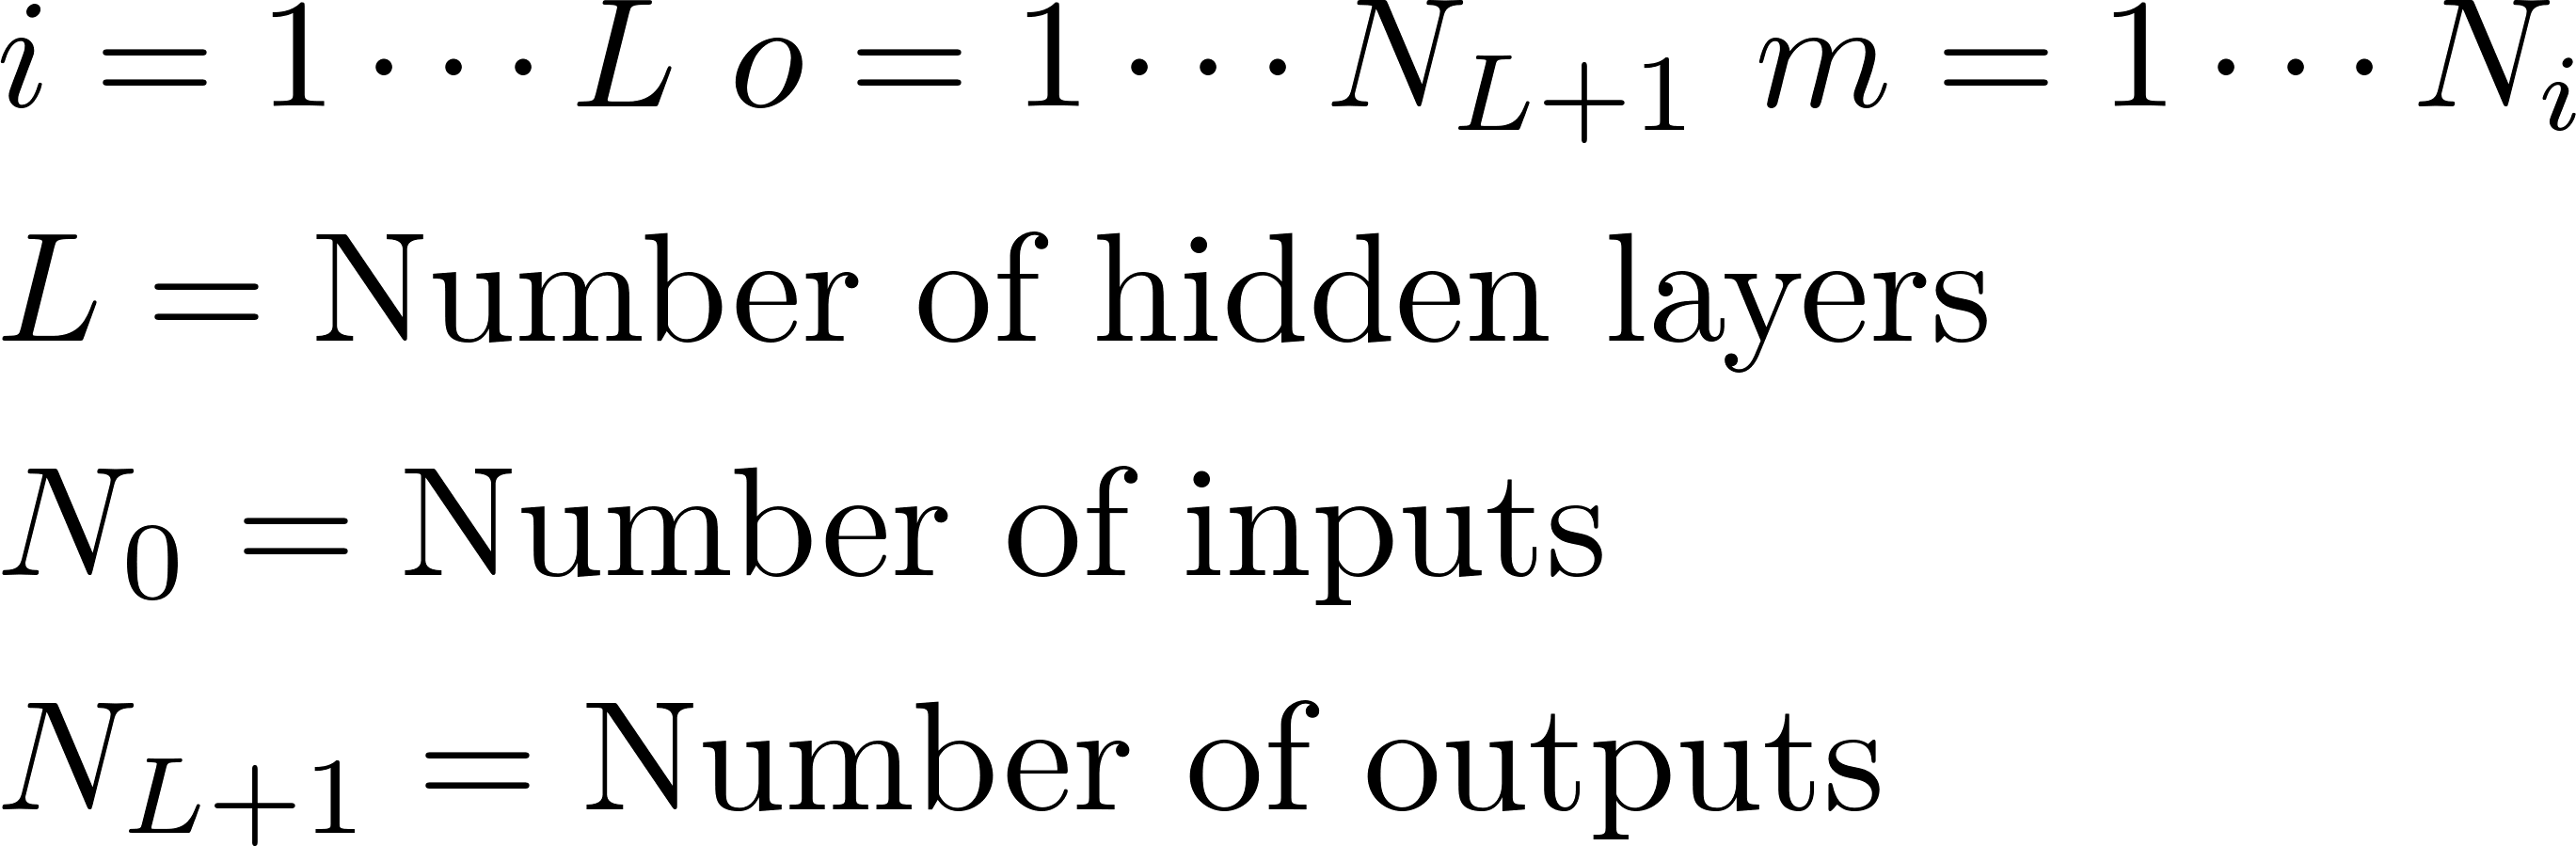 i = 1 ⋯ L o = 1 ⋯ N_{L+1} m = 1 ⋯ N_i
L = Number of hidden layers
N_0 = Number of inputs
N_{L+1} = Number of outputs